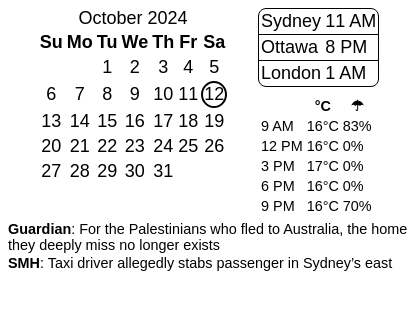 October 2024
Su Mo Tu We Th Fr Sa
1 2 3 4 5
6 7 8 9 10 11 12
13 14 15 16 17 18 19
20 21 22 23 24 25 26
27 28 29 30 31
Sydney 11 AM
Ottawa 8 PM
London 1 AM
°C ☂
9 AM 16°C 83%
12 PM 16°C 0%
3 PM 17°C 0%
6 PM 16°C 0%
9 PM 16°C 70%
Guardian: For the Palestinians who fled to Australia, the home
they deeply miss no longer exists
SMH: Taxi driver allegedly stabs passenger in Sydney’s east